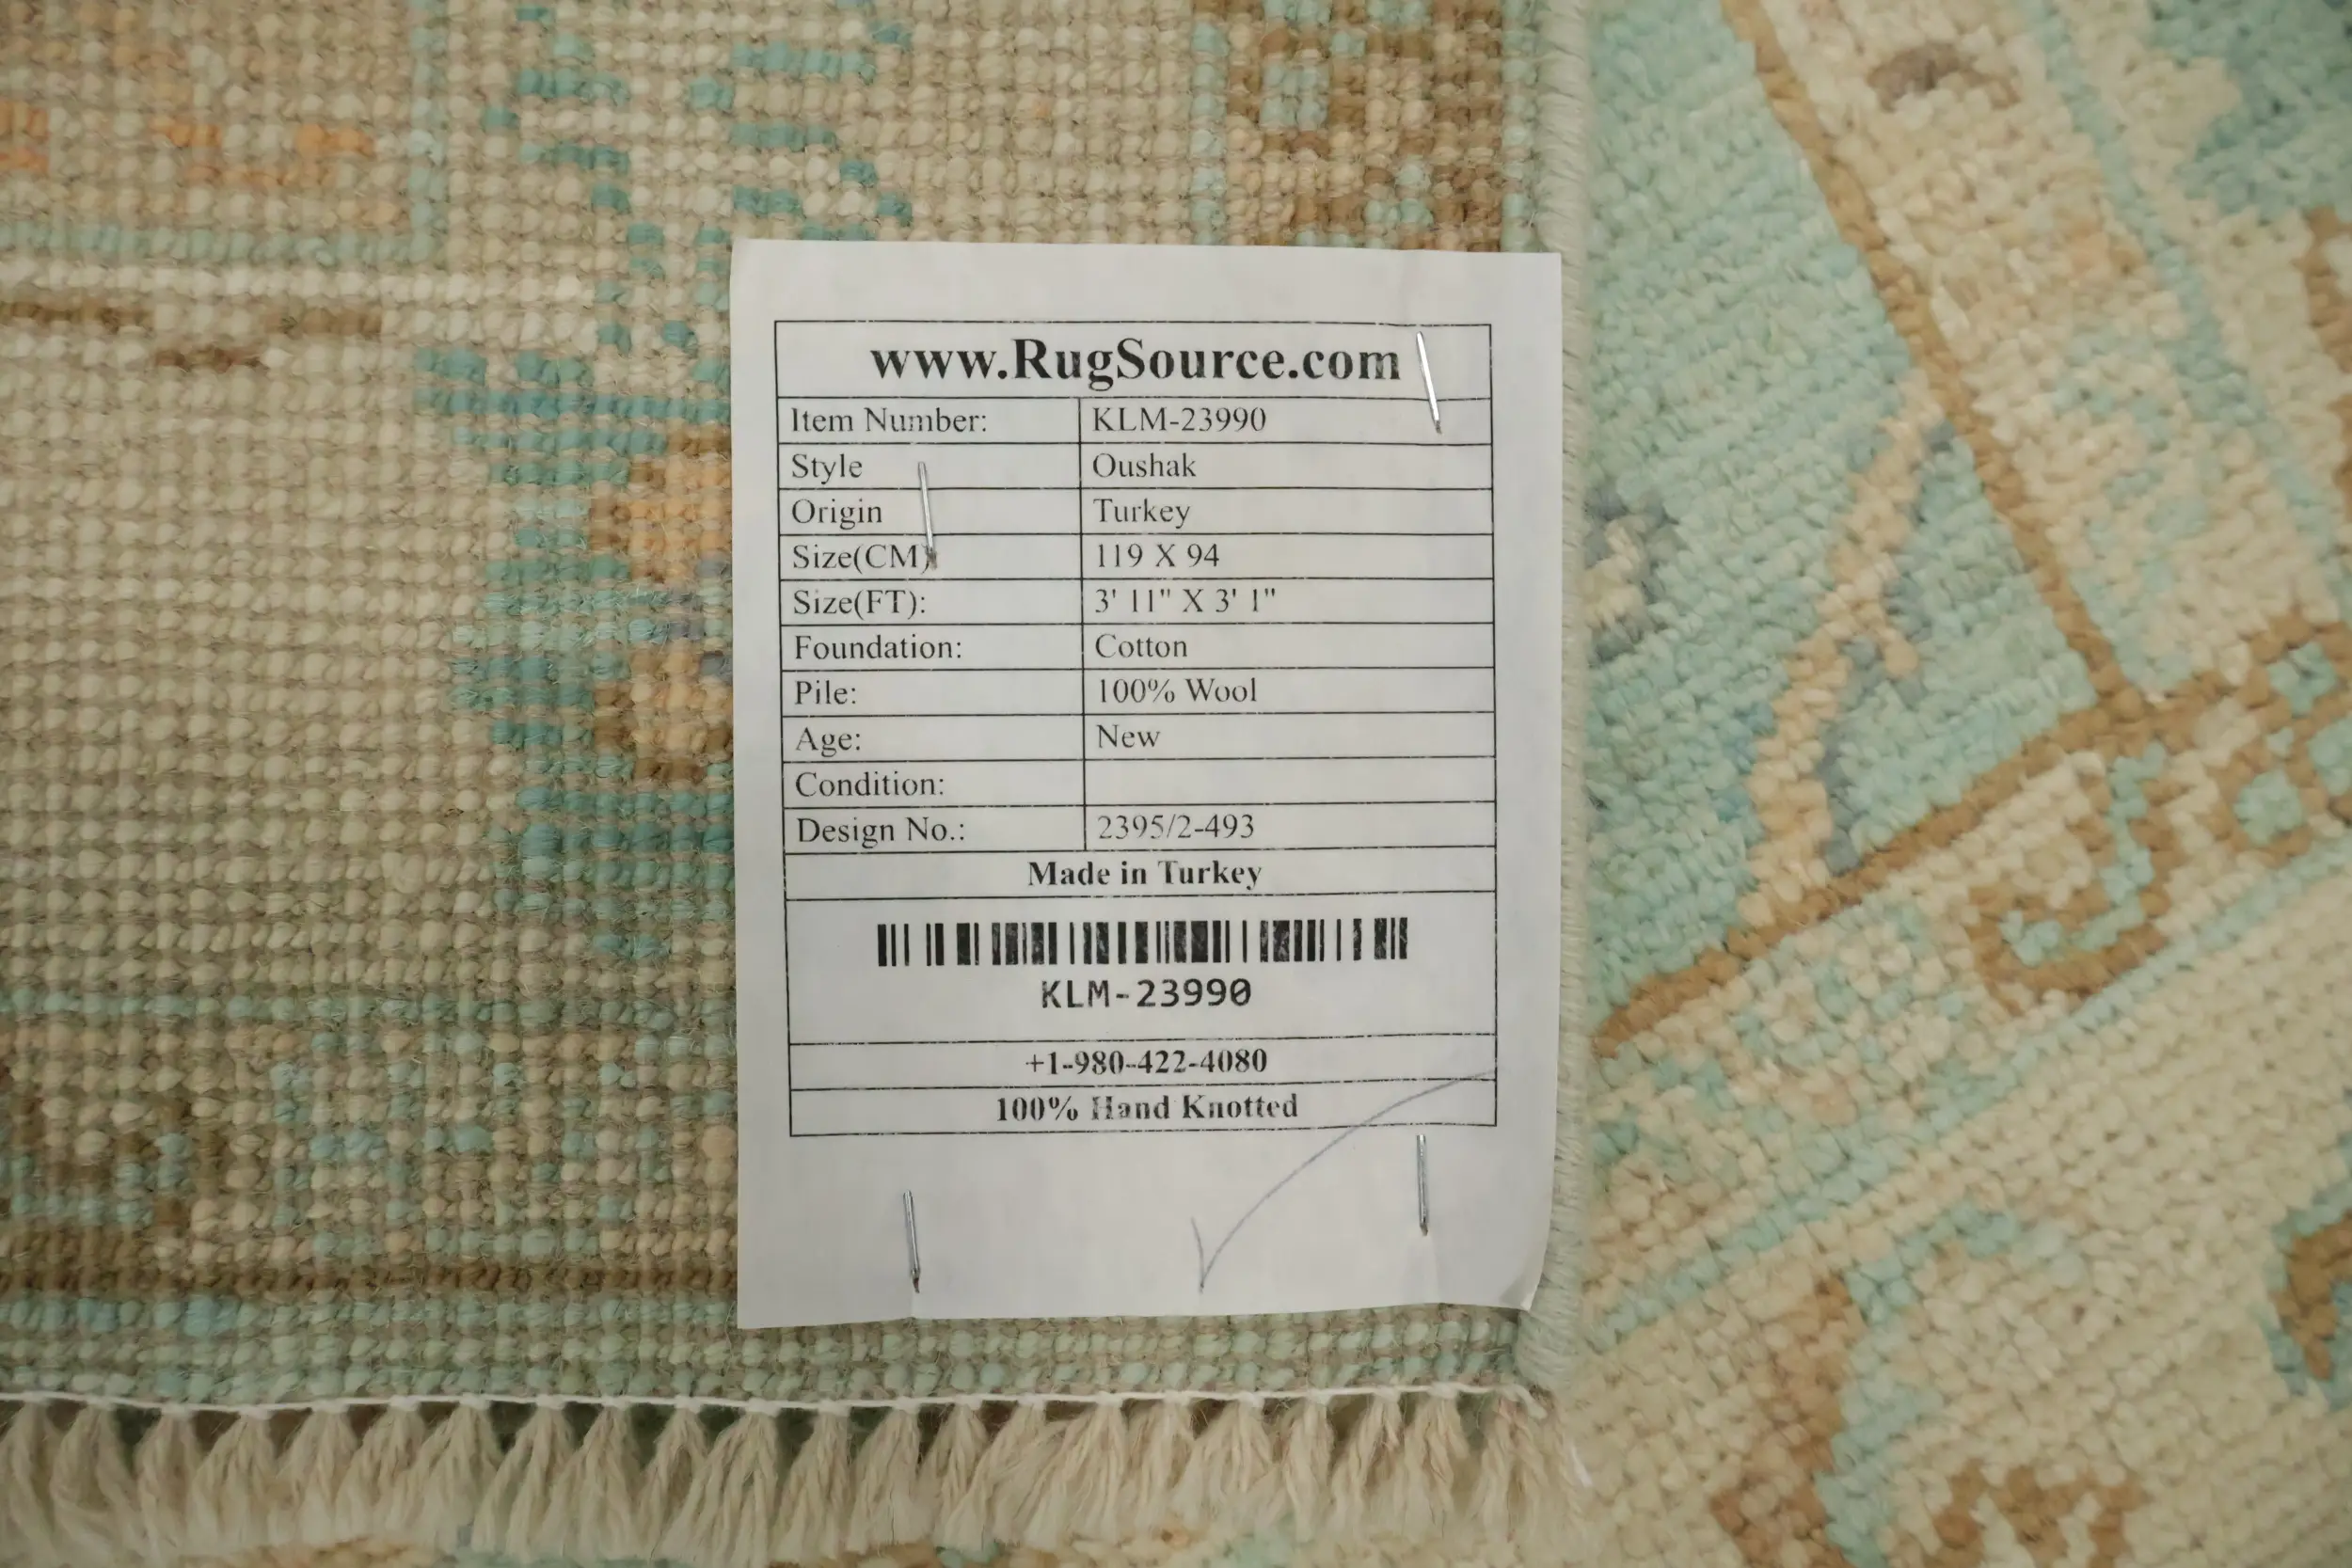 www.RugSource.com
Item Number: KLM-23990
Style Oushak
Origin Turkey
Size(CM) 119 X 94
Size(FT): 3' 11" X 3' 1"
Foundation: Cotton
Pile: 100% Wool
Age: New
Condition:
Design No.: 2395/2-493
Made in Turkey
KLM-23990
+1-980-422-4080
100% Hand Knotted